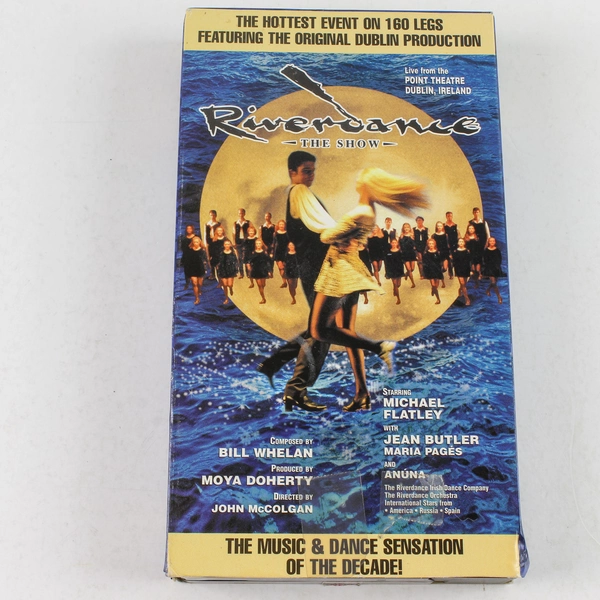 THE HOTTEST EVENT ON 160 LEGS
FEATURING THE ORIGINAL DUBLIN PRODUCTION
Live from the
POINT THEATRE
DUBLIN, IRELAND
Riverdance
THE SHOW
COMPOSED BY
BILL WHELAN
PRODUCED BY
MOYA DOHERTY
DIRECTED BY
JOHN McCOLGAN
STARRING
MICHAEL
FLATLEY
WITH
JEAN BUTLER
MARIA PAGÉS
AND
ANÚNA
The Riverdance Irish Dance Company
The Riverdance Orchestra
International Stars from
• America • Russia • Spain
THE MUSIC & DANCE SENSATION
OF THE DECADE!